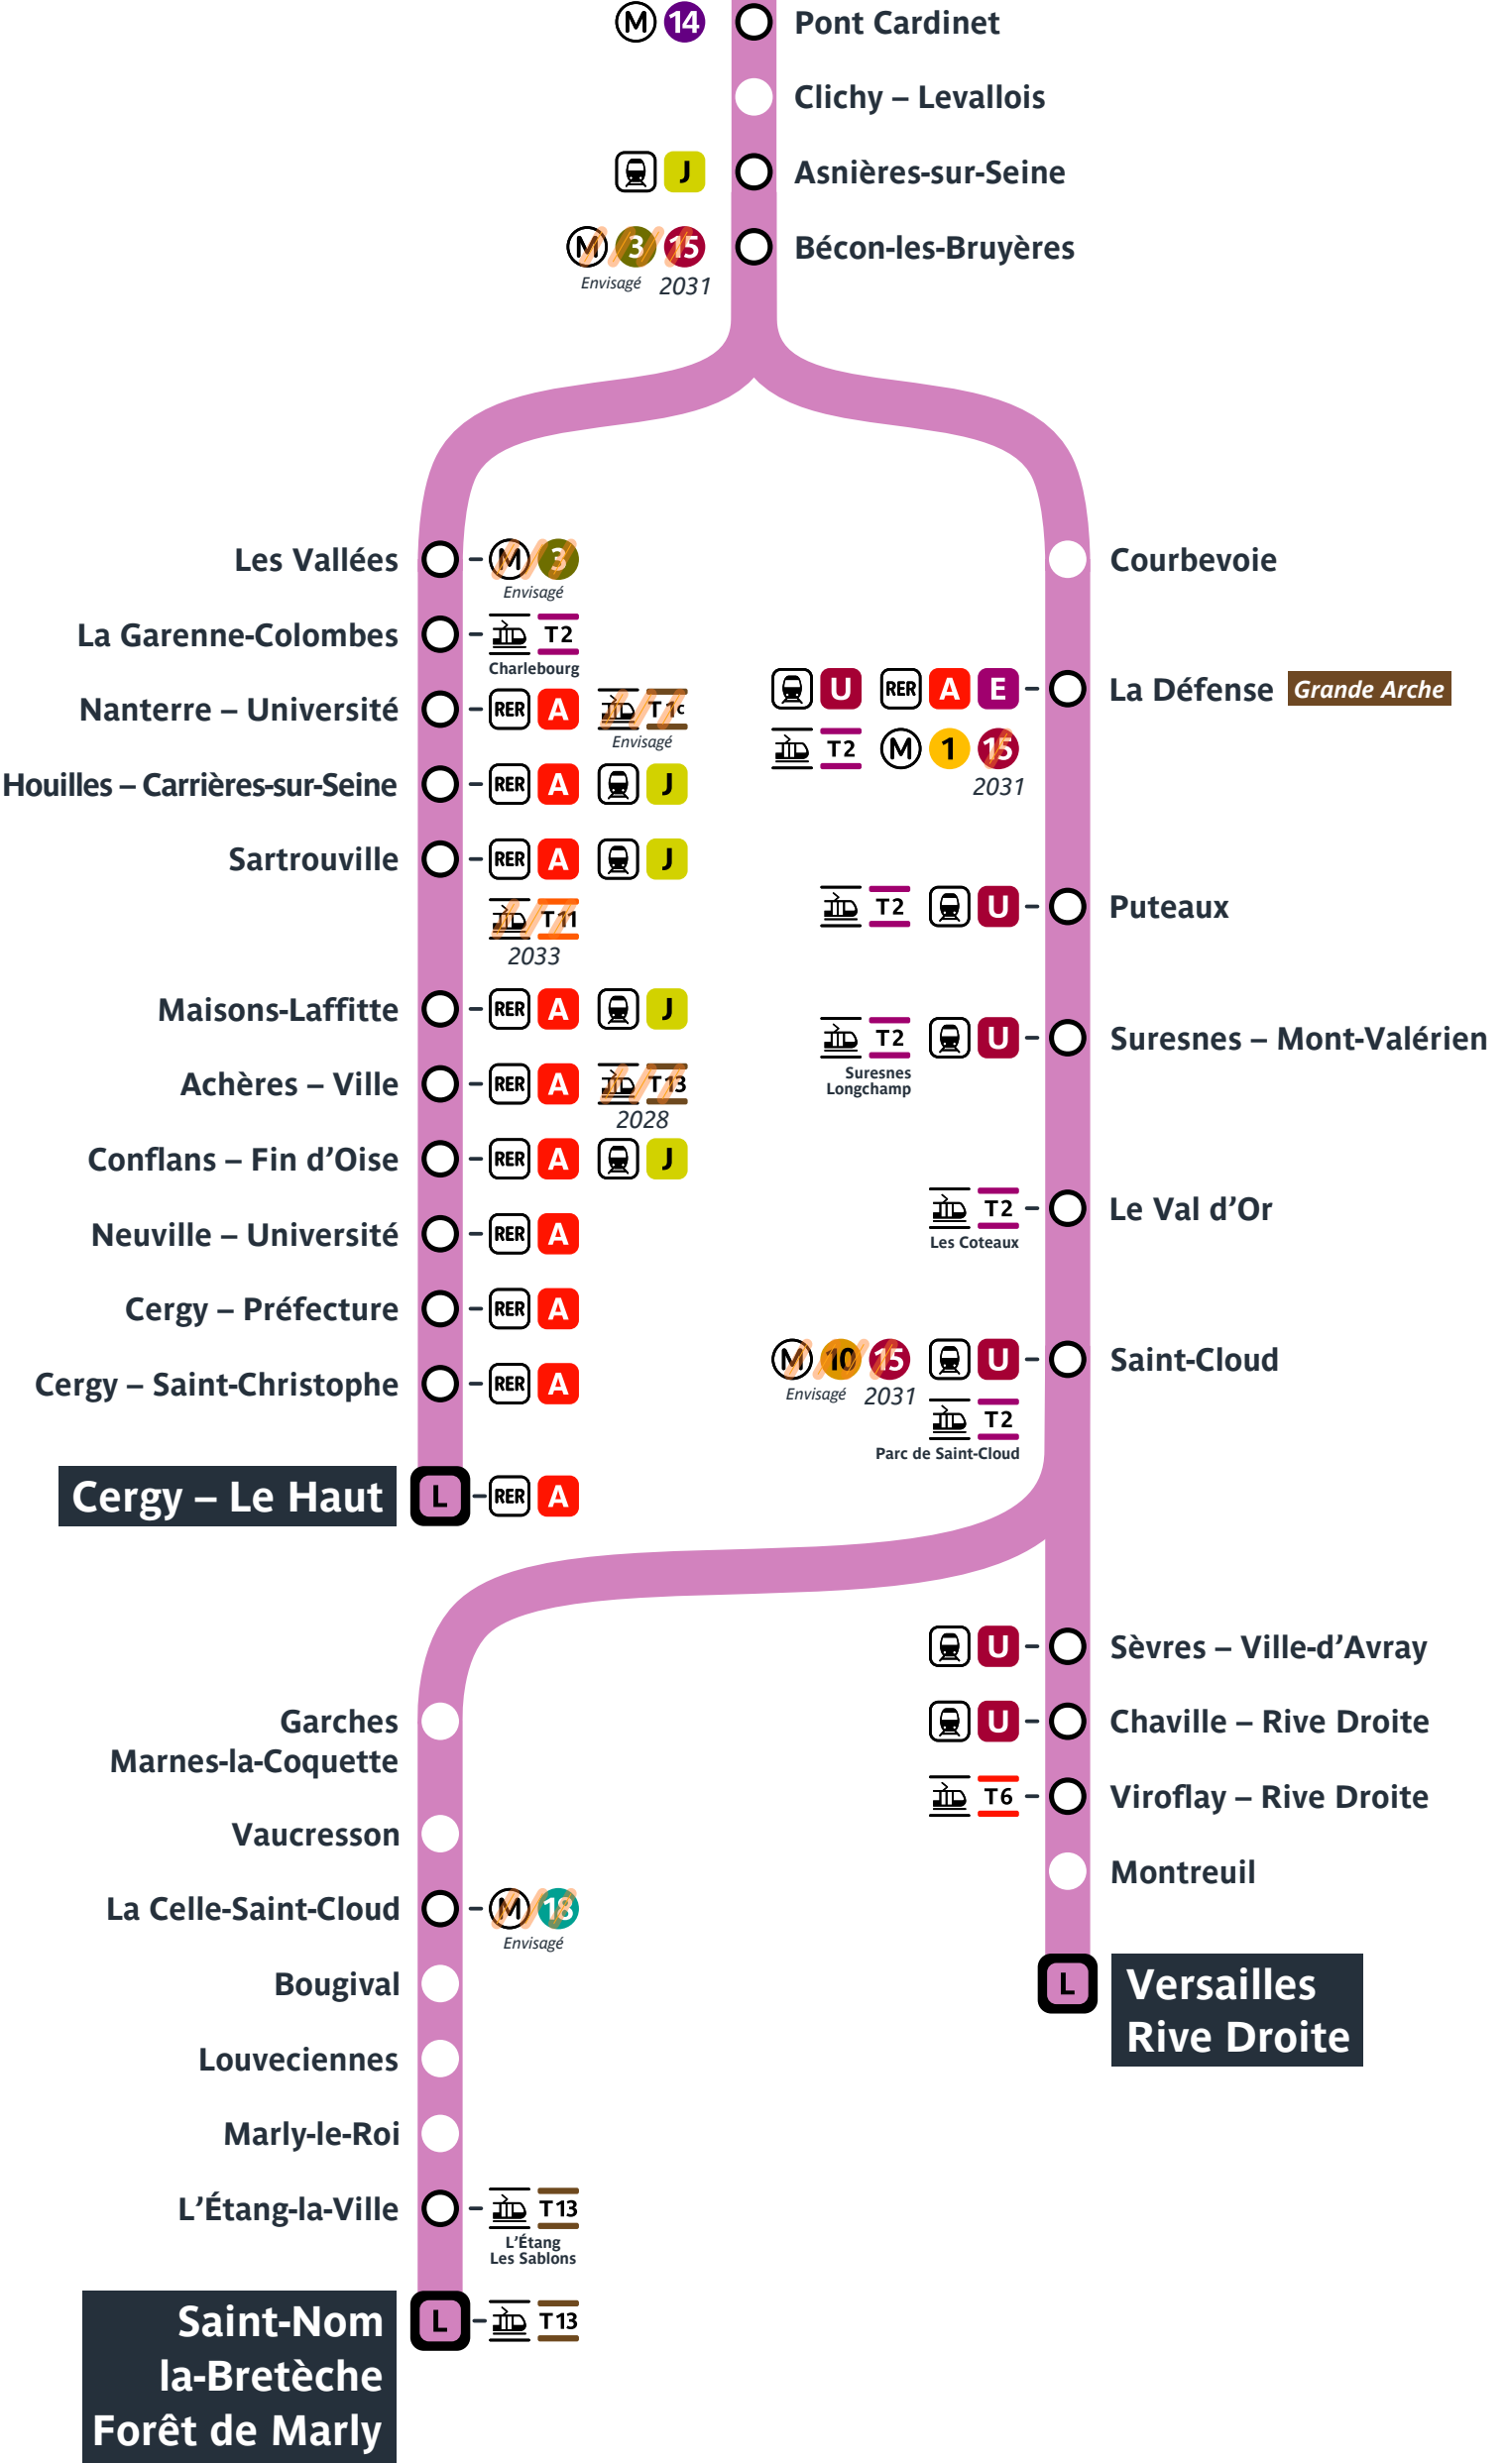 M 14 Pont Cardinet
Clichy – Levallois
J Asnières-sur-Seine
M 3 15 Bécon-les-Bruyères
Envisagé 2031
Les Vallées M 3
Envisagé
La Garenne-Colombes T2
Charlebourg
Nanterre – Université RER A T1c
Envisagé
Houilles – Carrières-sur-Seine RER A J
Sartrouville RER A J
T11
2033
Maisons-Laffitte RER A J
Achères – Ville RER A T13
2028
Conflans – Fin d’Oise RER A J
Neuville – Université RER A
Cergy – Préfecture RER A
Cergy – Saint-Christophe RER A
Cergy – Le Haut L RER A
Courbevoie
U RER A E La Défense Grande Arche
T2 M 1 15
2031
T2 U Puteaux
T2 U Suresnes – Mont-Valérien
Suresnes
Longchamp
T2 Le Val d’Or
Les Coteaux
M 10 15 U Saint-Cloud
Envisagé 2031
T2
Parc de Saint-Cloud
Garches
Marnes-la-Coquette
Vaucresson
La Celle-Saint-Cloud M 18
Envisagé
Bougival
Louveciennes
Marly-le-Roi
L’Étang-la-Ville T13
L’Étang
Les Sablons
Saint-Nom L T13
la-Bretèche
Forêt de Marly
U Sèvres – Ville-d’Avray
U Chaville – Rive Droite
T6 Viroflay – Rive Droite
Montreuil
L Versailles
Rive Droite